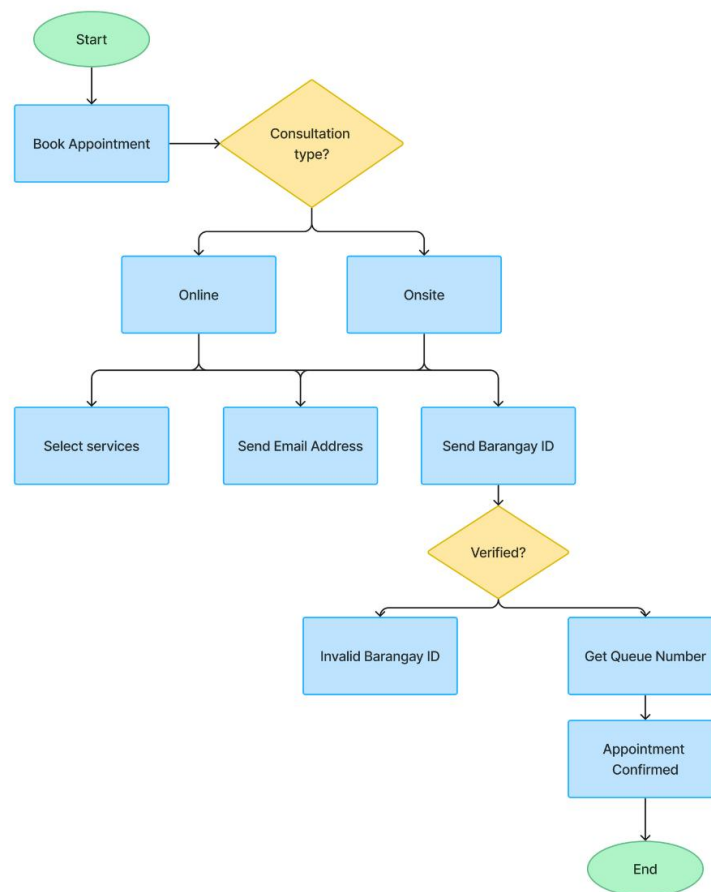 Start
Book Appointment
Consultation
type?
Online
Onsite
Select services
Send Email Address
Send Barangay ID
Verified?
Invalid Barangay ID
Get Queue Number
Appointment
Confirmed
End